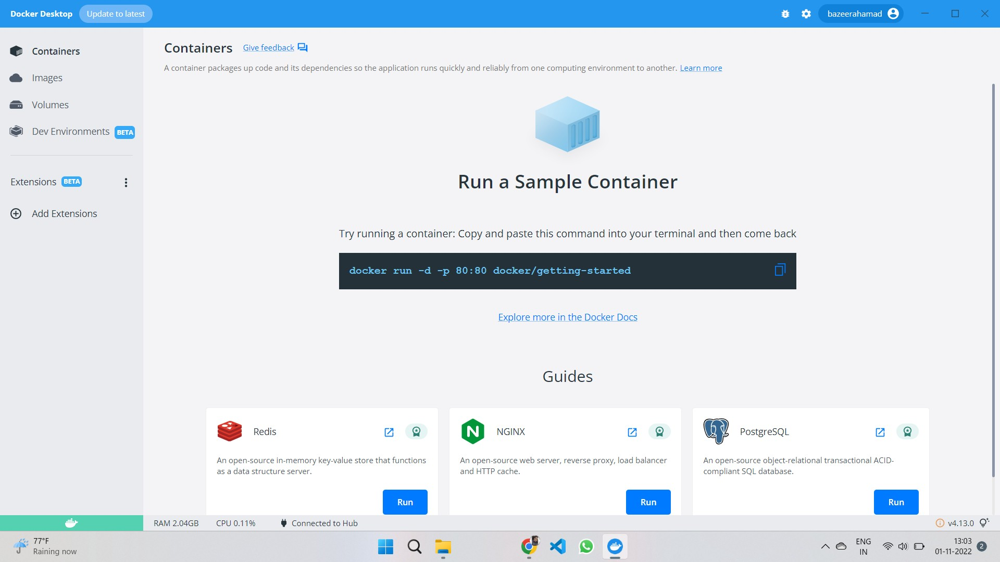 Docker Desktop
Update to latest
bazeerahamad
Containers
Images
Volumes
Dev Environments BETA
Extensions BETA
Add Extensions
Containers
Give feedback
A container packages up code and its dependencies so the application runs quickly and reliably from one computing environment to another. Learn more
Run a Sample Container
Try running a container: Copy and paste this command into your terminal and then come back
docker run -d -p 80:80 docker/getting-started
Explore more in the Docker Docs
Guides
Redis
An open-source in-memory key-value store that functions
as a data structure server.
Run
NGINX
An open-source web server, reverse proxy, load balancer
and HTTP cache.
Run
PostgreSQL
An open-source object-relational transactional ACID-
compliant SQL database.
Run
RAM 2.04GB
CPU 0.11%
Connected to Hub
v4.13.0
77°F
Raining now
ENG
IN
13:03
01-11-2022
2